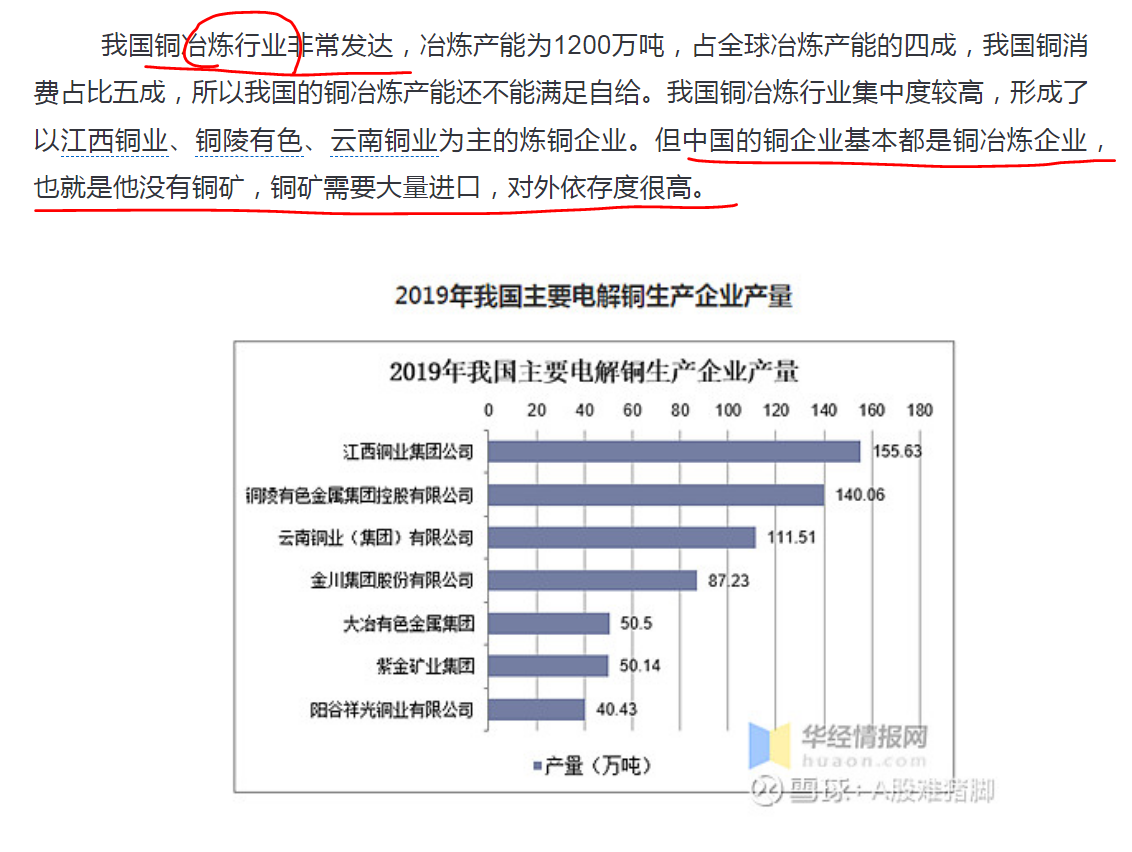 我国铜冶炼行业非常发达，冶炼产能为1200万吨，占全球冶炼产能的四成，我国铜消
费占比五成，所以我国的铜冶炼产能还不能满足自给。我国铜冶炼行业集中度较高，形成了
以江西铜业、铜陵有色、云南铜业为主的炼铜企业。但中国的铜企业基本都是铜冶炼企业，
也就是他没有铜矿，铜矿需要大量进口，对外依存度很高。
2019年我国主要电解铜生产企业产量
2019年我国主要电解铜生产企业产量
0 20 40 60 80 100 120 140 160 180
江西铜业集团公司 155.63
铜陵有色金属集团控股有限公司 140.06
云南铜业（集团）有限公司 111.51
金川集团股份有限公司 87.23
大冶有色金属集团 50.5
紫金矿业集团 50.14
阳谷祥光铜业有限公司 40.43
产量（万吨）
华经情报网
huaon.com
雪球：A股难猪脚